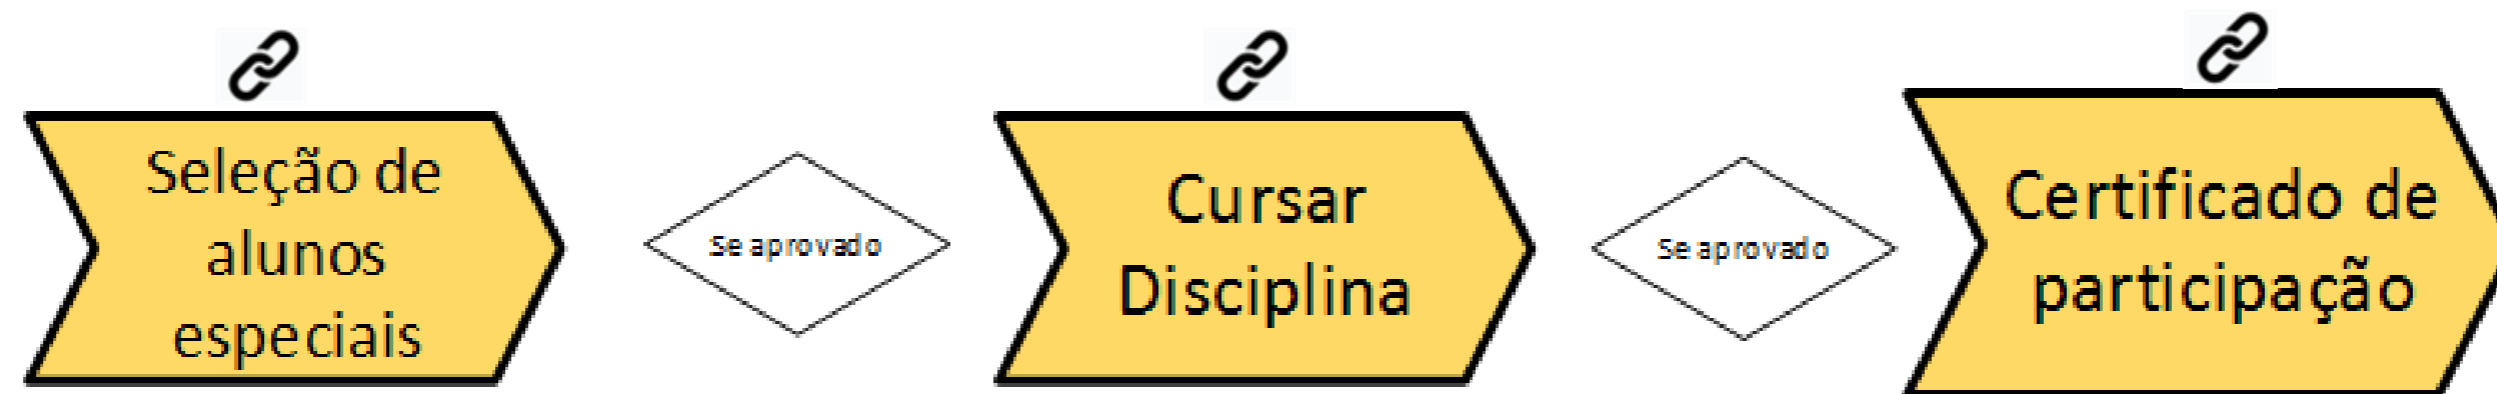 Seleção de
alunos
especiais
Se aprovado
Cursar
Disciplina
Se aprovado
Certificado de
participação